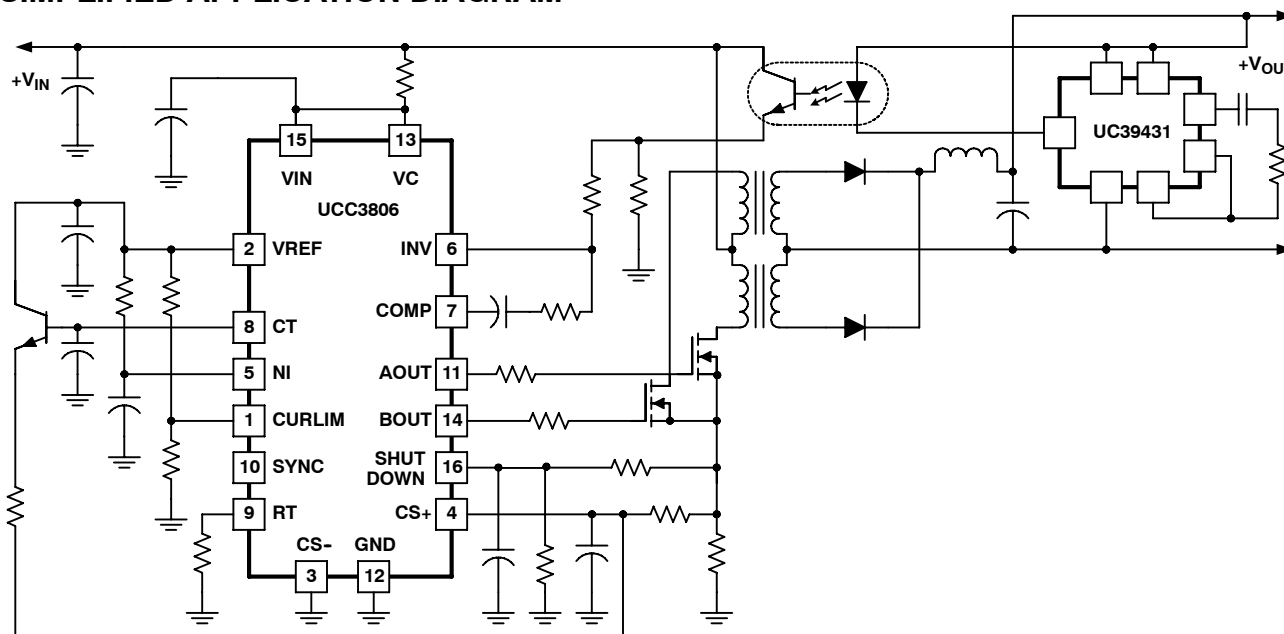 SIMPLIFIED APPLICATION DIAGRAM
+VIN
+VOU
UC39431
15
13
VIN
VC
UCC3806
2
VREF
INV
6
COMP
7
8
CT
5
NI
AOUT
11
1
CURLIM
BOUT
14
10
SYNC
SHUT
DOWN
16
9
RT
CS+
4
CS-
GND
3
12